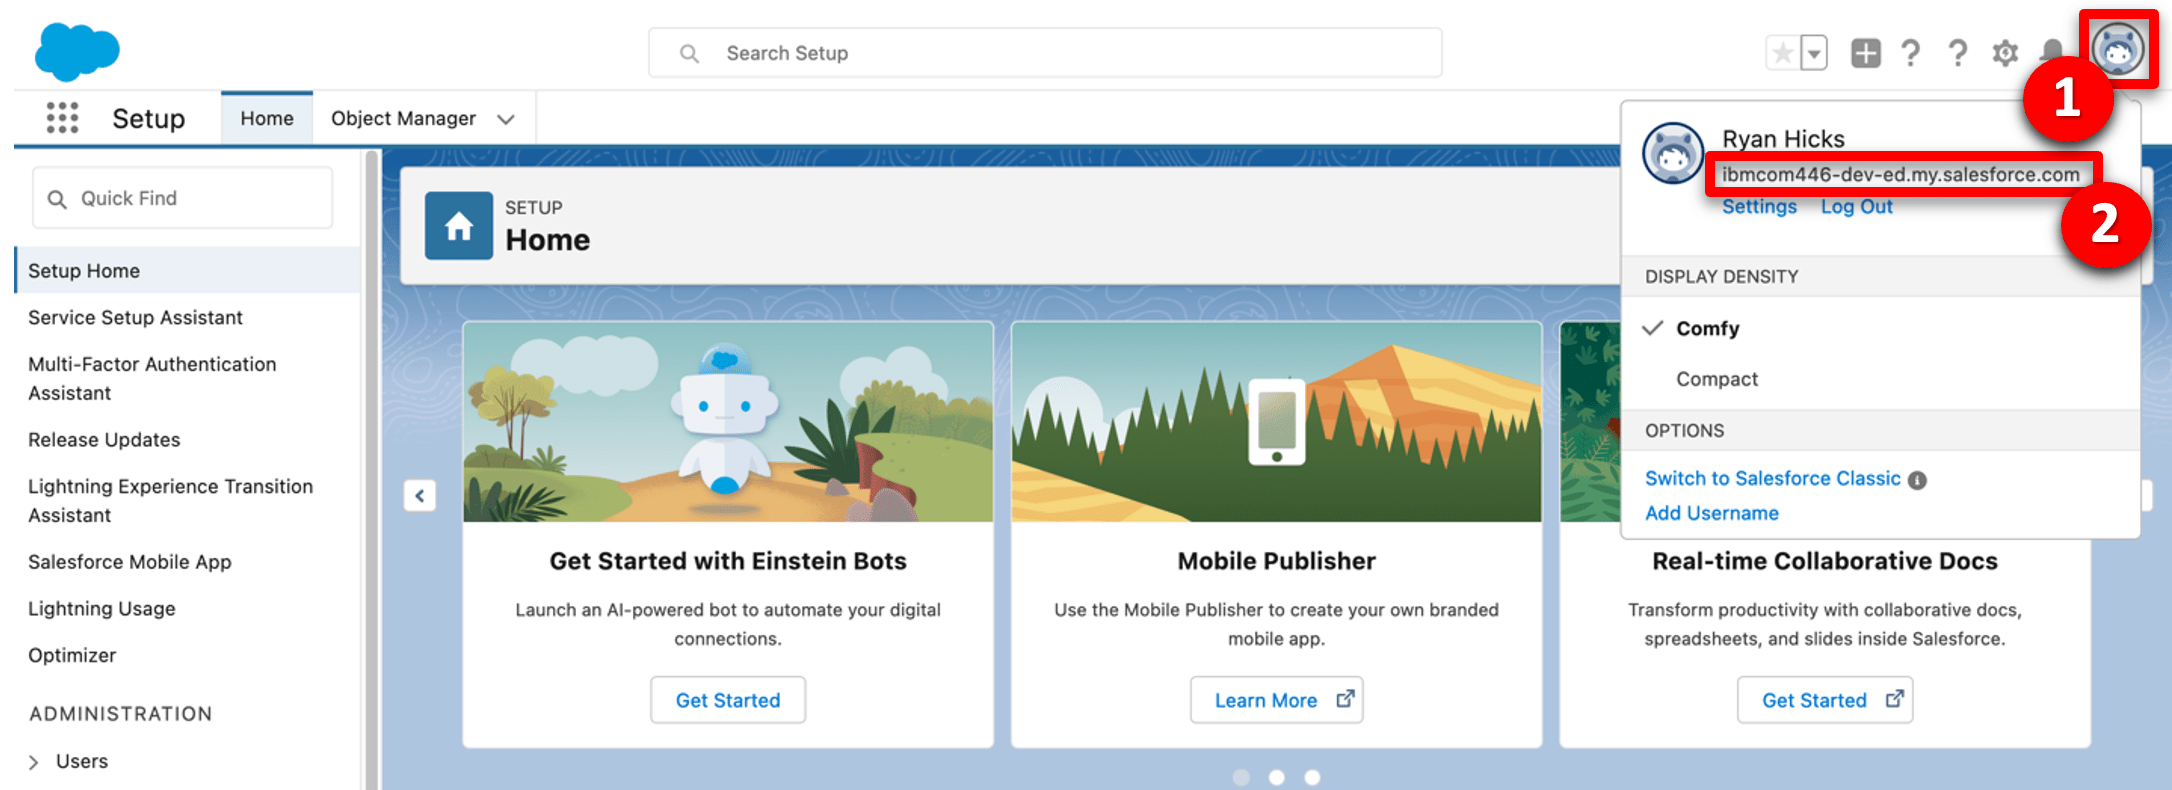 Search Setup
1
Setup
Home
Object Manager
Ryan Hicks
ibmcom446-dev-ed.my.salesforce.com
Settings Log Out
2
Quick Find
SETUP
Home
Setup Home
Service Setup Assistant
Multi-Factor Authentication
Assistant
Release Updates
Lightning Experience Transition
Assistant
Salesforce Mobile App
Lightning Usage
Optimizer
ADMINISTRATION
Users
DISPLAY DENSITY
Comfy
Compact
OPTIONS
Switch to Salesforce Classic
Add Username
Get Started with Einstein Bots
Launch an AI-powered bot to automate your digital
connections.
Get Started
Mobile Publisher
Use the Mobile Publisher to create your own branded
mobile app.
Learn More
Real-time Collaborative Docs
Transform productivity with collaborative docs,
spreadsheets, and slides inside Salesforce.
Get Started